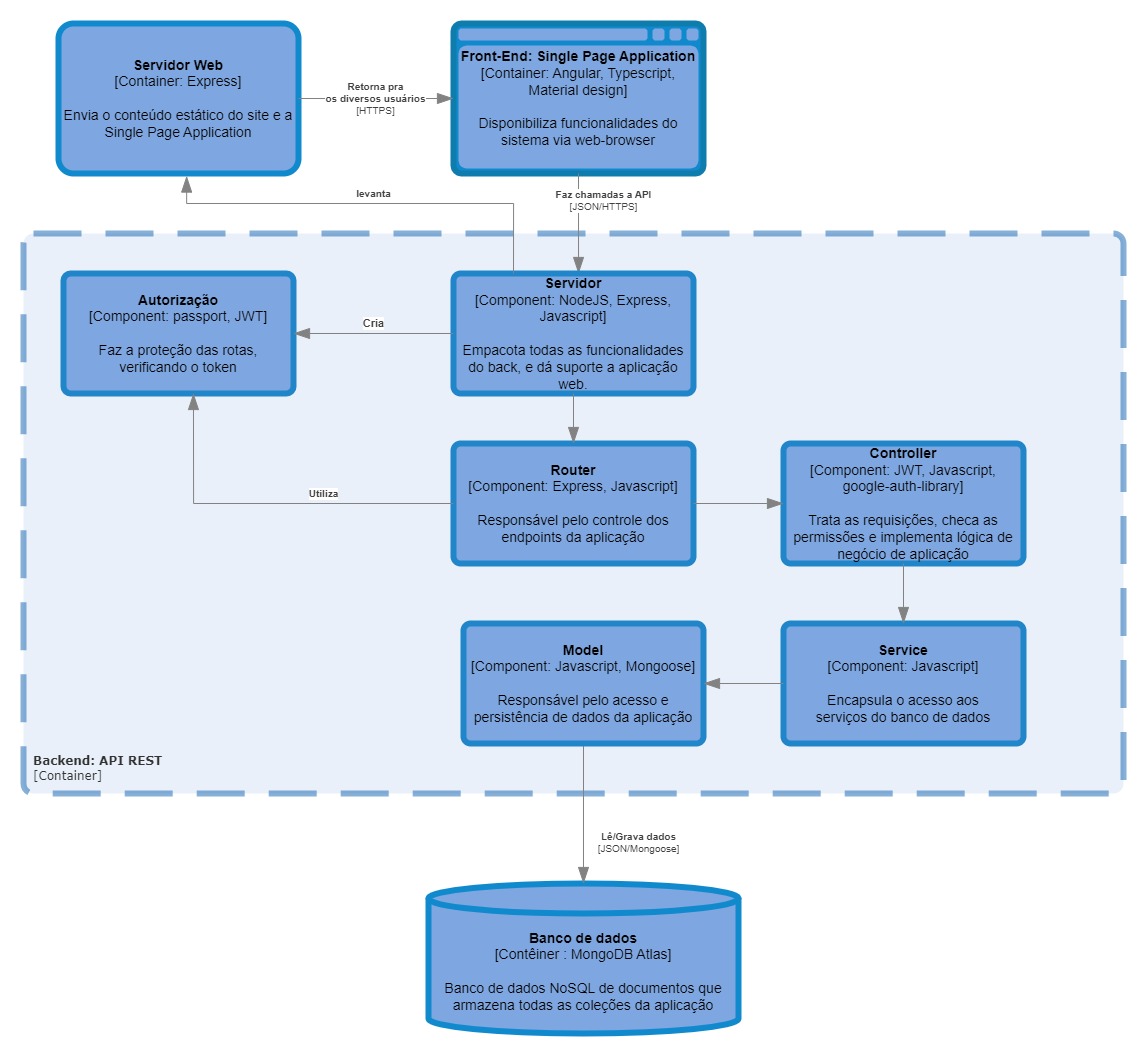 Servidor Web
[Container: Express]
Envia o conteúdo estático do site e a
Single Page Application
Retorna pra
os diversos usuários
[HTTPS]
Front-End: Single Page Application
[Container: Angular, Typescript,
Material design]
Disponibiliza funcionalidades do
sistema via web-browser
levanta
Faz chamadas a API
[JSON/HTTPS]
Autorização
[Component: passport, JWT]
Faz a proteção das rotas,
verificando o token
Cria
Servidor
[Component: NodeJS, Express,
Javascript]
Empacota todas as funcionalidades
do back, e dá suporte a aplicação
web.
Utiliza
Router
[Component: Express, Javascript]
Responsável pelo controle dos
endpoints da aplicação
Controller
[Component: JWT, Javascript,
google-auth-library]
Trata as requisições, checa as
permissões e implementa lógica de
negócio de aplicação
Model
[Component: Javascript, Mongoose]
Responsável pelo acesso e
persistência de dados da aplicação
Service
[Component: Javascript]
Encapsula o acesso aos
serviços do banco de dados
Backend: API REST
[Container]
Lê/Grava dados
[JSON/Mongoose]
Banco de dados
[Contêiner : MongoDB Atlas]
Banco de dados NoSQL de documentos que
armazena todas as coleções da aplicação